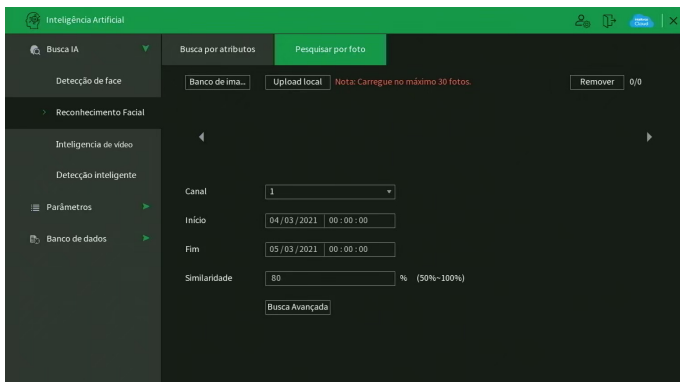 Inteligência Artificial
Busca IA
Busca por atributos
Pesquisar por foto
Detecção de face
Banco de ima...
Upload local
Nota: Carregue no máximo 30 fotos.
Remover
0/0
Reconhecimento Facial
Inteligencia de vídeo
Detecção inteligente
Canal
1
Parâmetros
Início
04/03/2021 00:00:00
Banco de dados
Fim
05/03/2021 00:00:00
Similaridade
80
% (50%~100%)
Busca Avançada